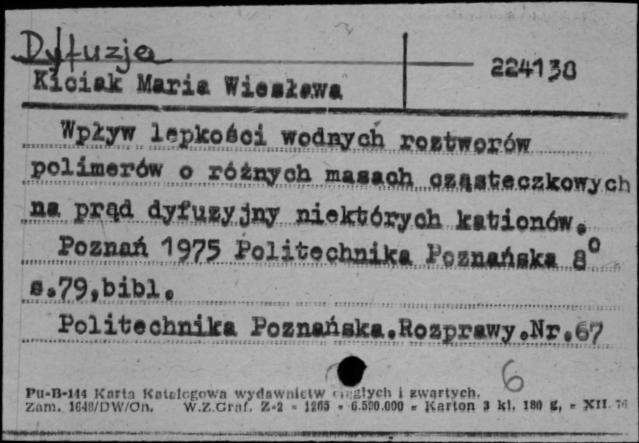 Dyfuzja
224138
Kiciak Maria Wiesława
Wpływ lepkości wodnych roztworów
polimerów o różnych masach cząsteczkowych
na prąd dyfuzyjny niektórych kationów.
Poznań 1975 Politechnika Poznańska 8°
s.79,bibl.
Politechnika Poznańska.Rozprawy.Nr.67
6
Pu-B-144 Karta Katalogowa wydawnictw ciągłych i zwartych.
Zam. 1648/DW/On. W.Z.Graf. Z-2 - 1265 - 6.500.000 - Karton 3 kl. 180 g, - XII.76